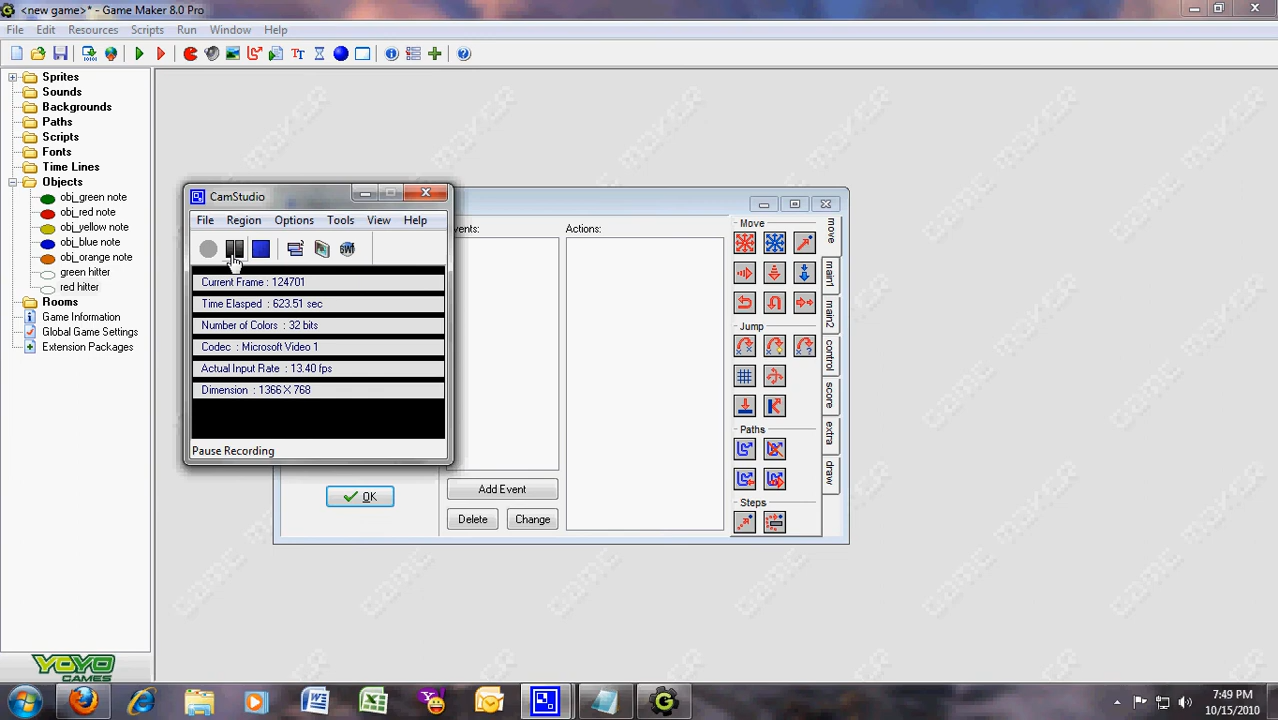 <new game>* - Game Maker 8.0 Pro
File Edit Resources Scripts Run Window Help
Sprites
Sounds
Backgrounds
Paths
Scripts
Fonts
Time Lines
Objects
obj_green note
obj_red note
obj_yellow note
obj_blue note
obj_orange note
green hitter
red hitter
Rooms
Game Information
Global Game Settings
Extension Packages
YOYO
GAMES
CamStudio
File Region Options Tools View Help
Current Frame : 124701
Time Elasped : 623.51 sec
Number of Colors : 32 bits
Codec : Microsoft Video 1
Actual Input Rate : 13.40 fps
Dimension : 1366 X 768
Pause Recording
vents:
Actions:
OK
Add Event
Delete Change
Move
Jump
Paths
Steps
move
main1
main2
control
score
extra
draw
game maker
7:49 PM
10/15/2010